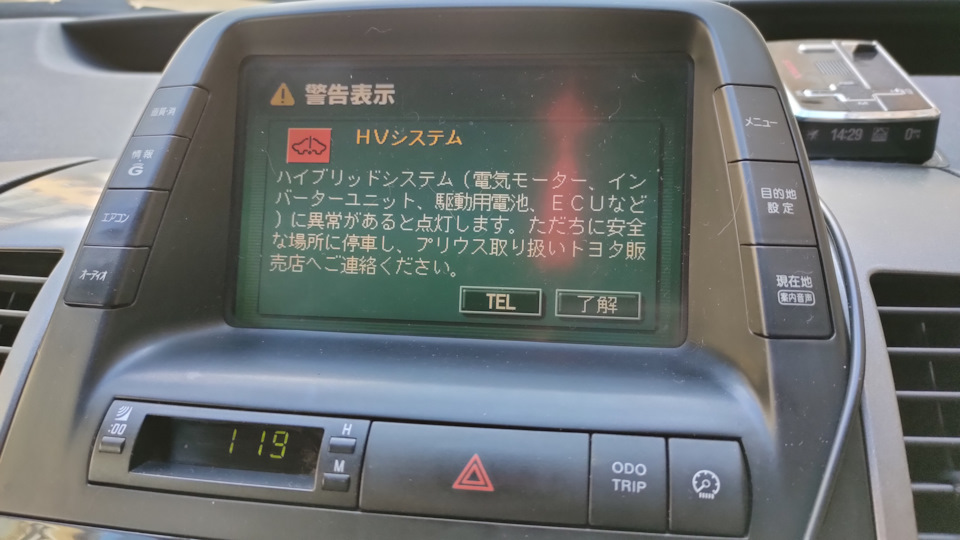 警告表示
HVシステム
ハイブリッドシステム（電気モーター、イン
バーターユニット、駆動用電池、ECUなど
）に異常があると点灯します。ただちに安全
な場所に停車し、プリウス取り扱いトヨタ販
売店へご連絡ください。
TEL
了解
情報
G
エアコン
オーディオ
メニュー
目的地
設定
現在地
案内音声
14:29
:00
1 19
H
M
ODO
TRIP